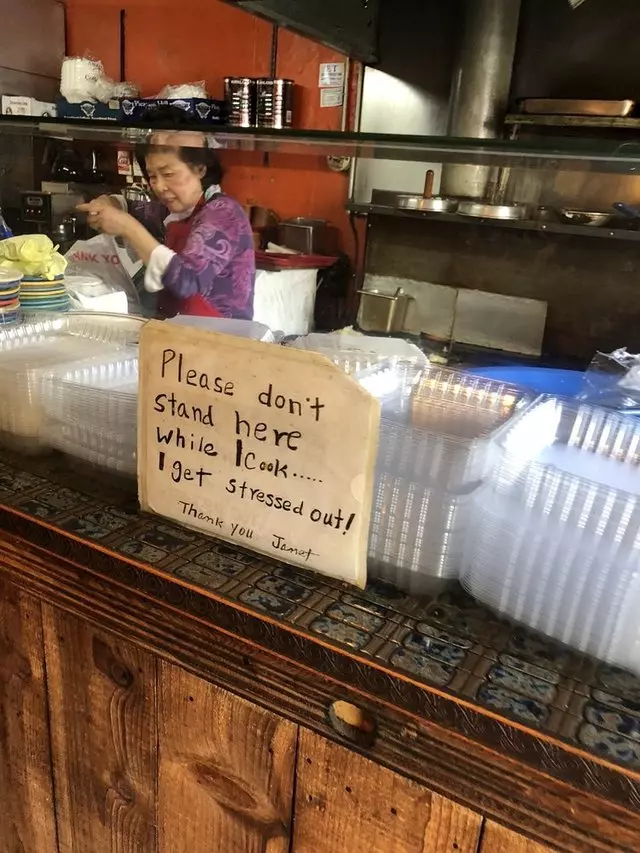 Please don't
stand here
while I cook.....
I get stressed out!
Thank you Janet